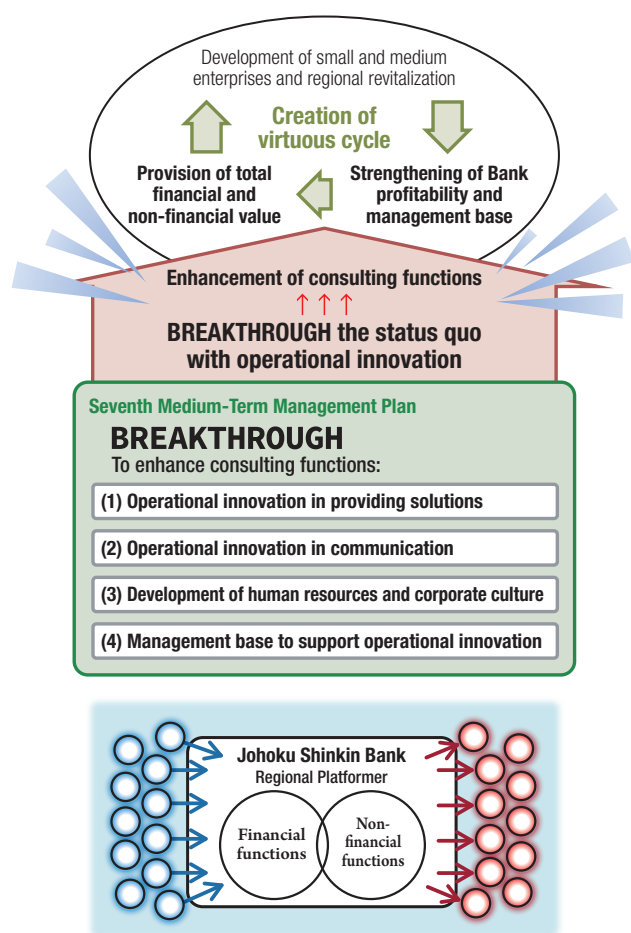 Development of small and medium
enterprises and regional revitalization
Creation of
virtuous cycle
Provision of total
financial and
non-financial value
Strengthening of Bank
profitability and
management base
Enhancement of consulting functions
↑ ↑ ↑
BREAKTHROUGH the status quo
with operational innovation
Seventh Medium-Term Management Plan
BREAKTHROUGH
To enhance consulting functions:
(1) Operational innovation in providing solutions
(2) Operational innovation in communication
(3) Development of human resources and corporate culture
(4) Management base to support operational innovation
Johoku Shinkin Bank
Regional Platformer
Financial
functions
Non-
financial
functions